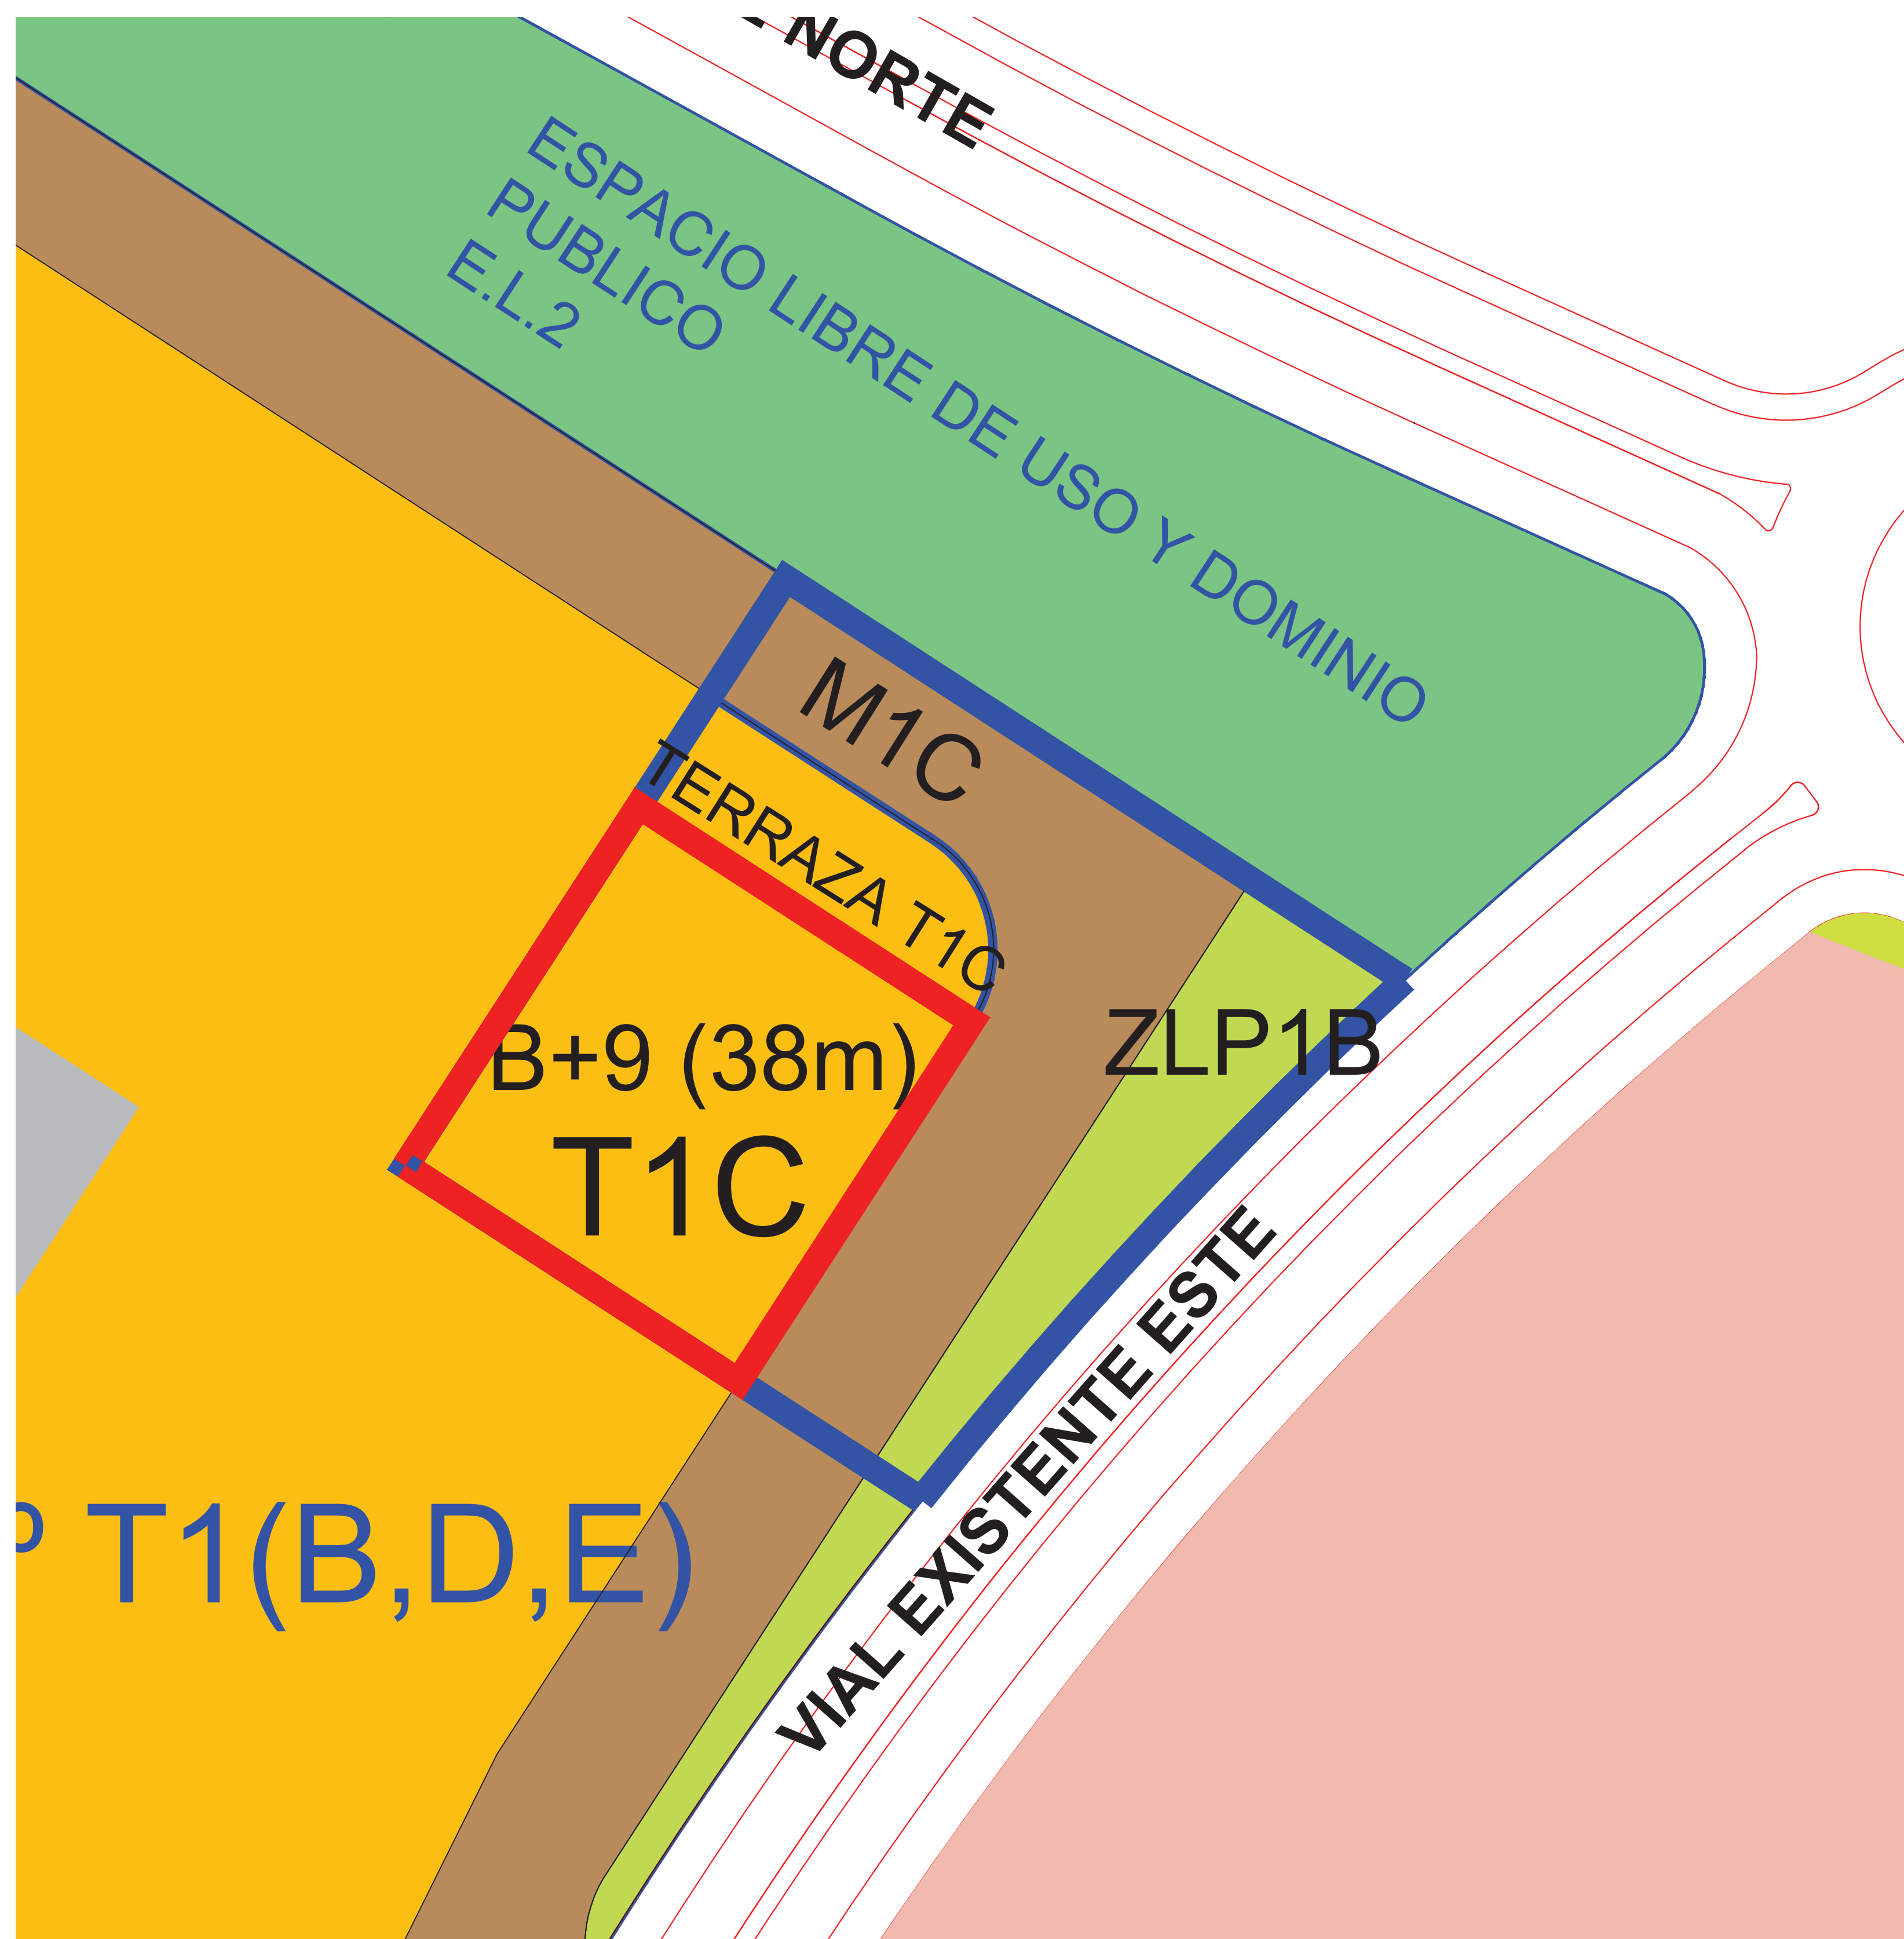 NORTE
ESPACIO LIBRE DE USO Y DOMINIO
PUBLICO
E.L.2
M1C
TERRAZA T1C
B+9 (38m)
T1C
ZLP1B
VIAL EXISTENTE ESTE
T1(B,D,E)